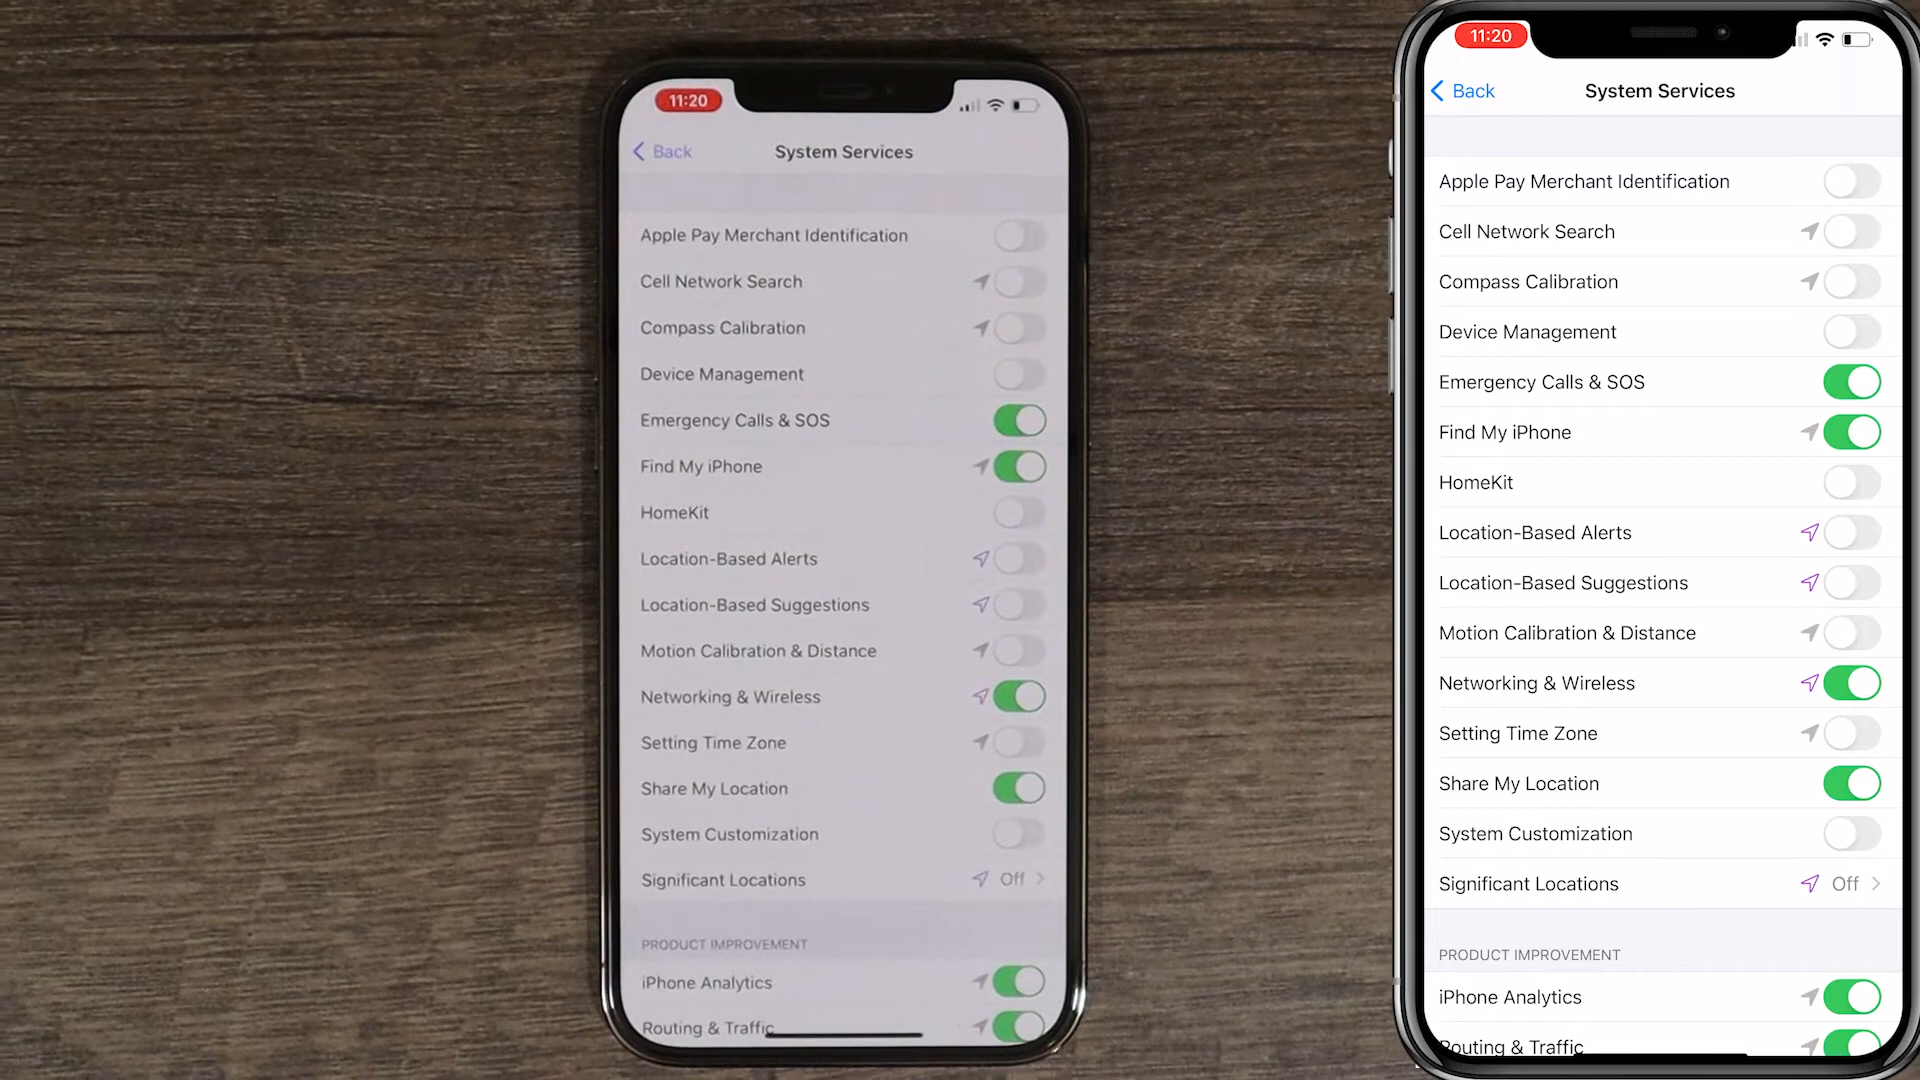 11:20
Back
System Services
Apple Pay Merchant Identification
Cell Network Search
Compass Calibration
Device Management
Emergency Calls & SOS
Find My iPhone
HomeKit
Location-Based Alerts
Location-Based Suggestions
Motion Calibration & Distance
Networking & Wireless
Setting Time Zone
Share My Location
System Customization
Significant Locations Off
PRODUCT IMPROVEMENT
iPhone Analytics
Routing & Traffic
11:20
Back
System Services
Apple Pay Merchant Identification
Cell Network Search
Compass Calibration
Device Management
Emergency Calls & SOS
Find My iPhone
HomeKit
Location-Based Alerts
Location-Based Suggestions
Motion Calibration & Distance
Networking & Wireless
Setting Time Zone
Share My Location
System Customization
Significant Locations Off
PRODUCT IMPROVEMENT
iPhone Analytics
Routing & Traffic